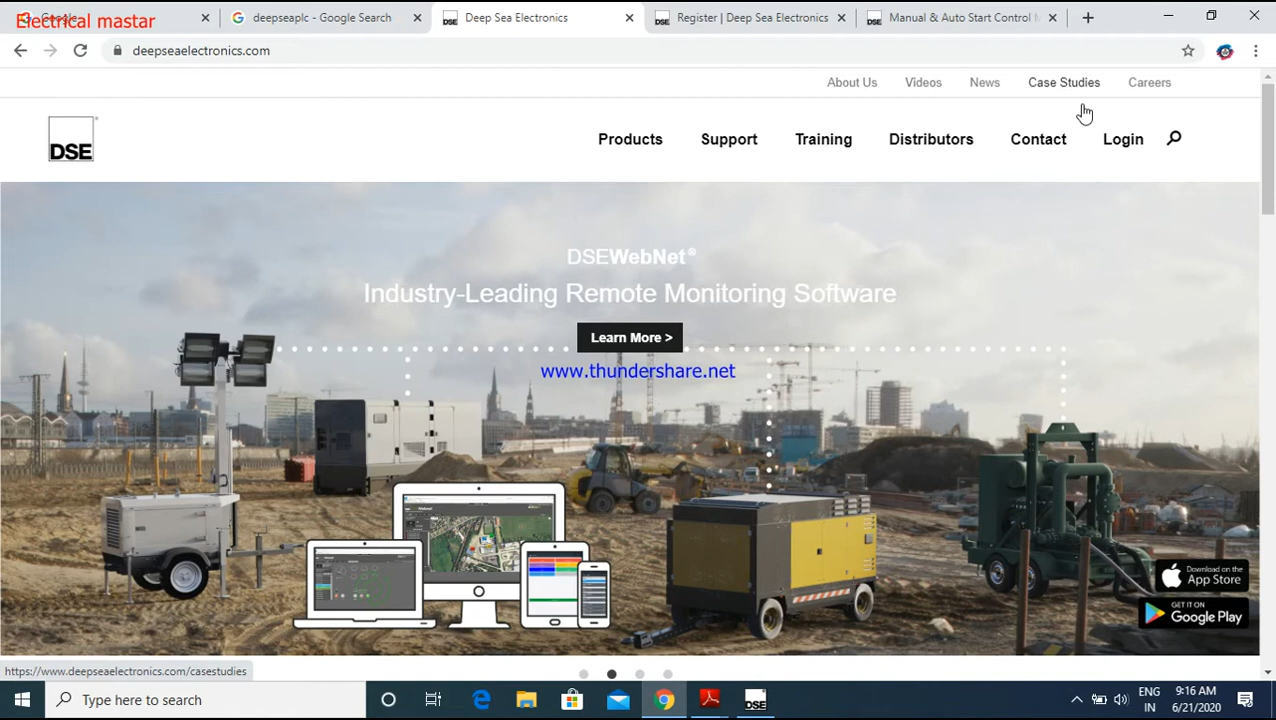 Electrical mastar
Google
deepseaplc - Google Search
Deep Sea Electronics
Register | Deep Sea Electronics
Manual & Auto Start Control M
deepseaelectronics.com
About Us
Videos
News
Case Studies
Careers
DSE
Products
Support
Training
Distributors
Contact
Login
DSEWebNet®
Industry-Leading Remote Monitoring Software
Learn More >
www.thundershare.net
Download on the
App Store
GET IT ON
Google Play
https://www.deepseaelectronics.com/casestudies
Type here to search
DSE
ENG
IN
9:16 AM
6/21/2020